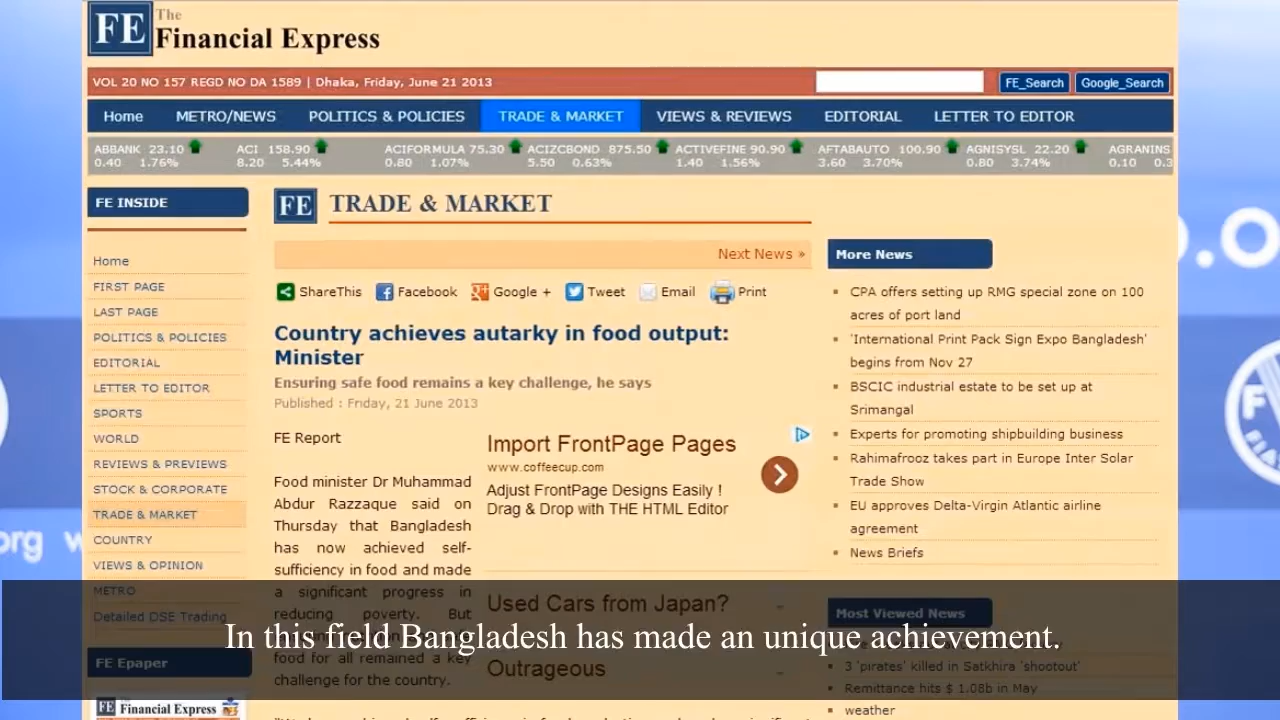 FE The
Financial Express
VOL 20 NO 157 REGD NO DA 1589 | Dhaka, Friday, June 21 2013
FE_Search Google_Search
Home METRO/NEWS POLITICS & POLICIES TRADE & MARKET VIEWS & REVIEWS EDITORIAL LETTER TO EDITOR
ABBANK 23.10 ACI 158.90 ACIFORMULA 75.30 ACIZCBOND 875.50 ACTIVEFINE 90.90 AFTABAUTO 100.90 AGNISYSL 22.20 AGRANINS
0.40 1.76% 8.20 5.44% 0.80 1.07% 5.50 0.63% 1.40 1.56% 3.60 3.70% 0.80 3.74% 0.10 0.3
FE INSIDE
Home
FIRST PAGE
LAST PAGE
POLITICS & POLICIES
EDITORIAL
LETTER TO EDITOR
SPORTS
WORLD
REVIEWS & PREVIEWS
STOCK & CORPORATE
TRADE & MARKET
COUNTRY
VIEWS & OPINION
METRO
Detailed DSE Trading
FE Epaper
FE The
Financial Express
FE TRADE & MARKET
Next News »
ShareThis Facebook Google + Tweet Email Print
Country achieves autarky in food output:
Minister
Ensuring safe food remains a key challenge, he says
Published : Friday, 21 June 2013
FE Report
Food minister Dr Muhammad
Abdur Razzaque said on
Thursday that Bangladesh
has now achieved self-
sufficiency in food and made
a significant progress in
reducing poverty. But
food for all remained a key
challenge for the country.
Import FrontPage Pages
www.coffeecup.com
Adjust FrontPage Designs Easily !
Drag & Drop with THE HTML Editor
Used Cars from Japan?
Outrageous
More News
CPA offers setting up RMG special zone on 100
acres of port land
'International Print Pack Sign Expo Bangladesh'
begins from Nov 27
BSCIC industrial estate to be set up at
Srimangal
Experts for promoting shipbuilding business
Rahimafrooz takes part in Europe Inter Solar
Trade Show
EU approves Delta-Virgin Atlantic airline
agreement
News Briefs
Most Viewed News
3 'pirates' killed in Satkhira 'shootout'
Remittance hits $ 1.08b in May
weather
In this field Bangladesh has made an unique achievement.
o.o
org w
F
FIAT